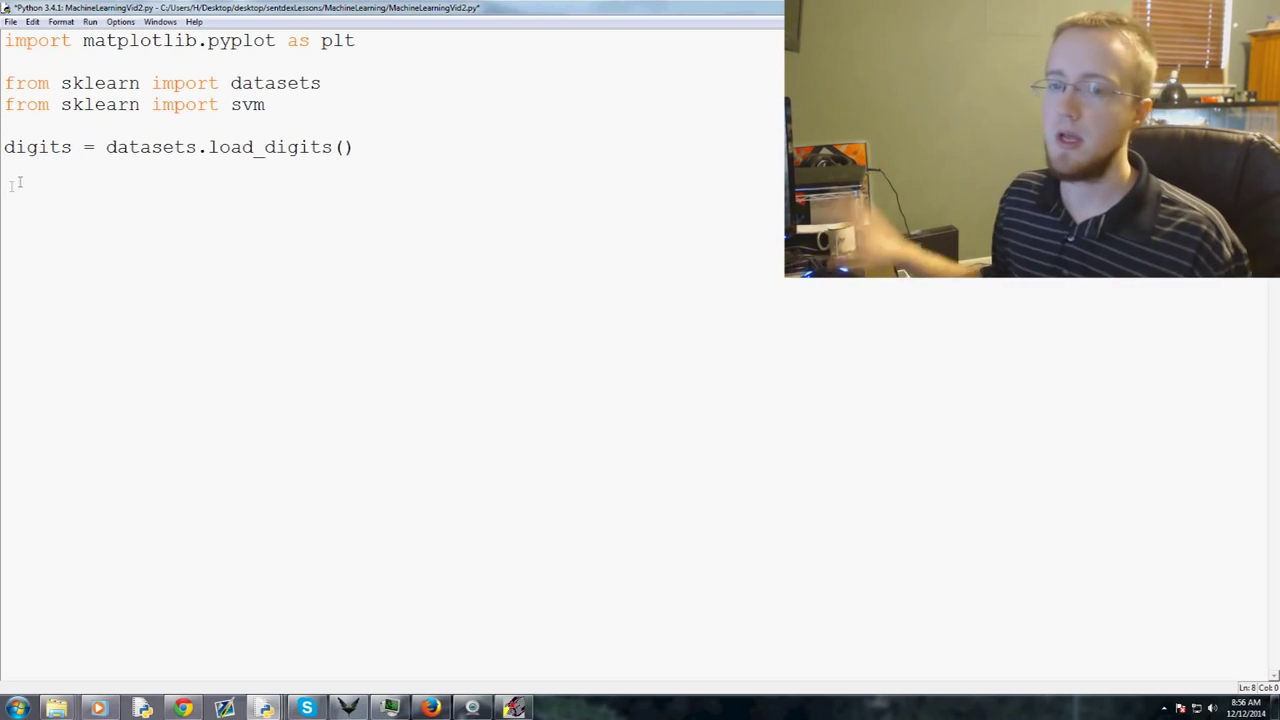 *Python 3.4.1: MachineLearningVid2.py - C:/Users/H/Desktop/desktop/sentdexLessons/MachineLearning/MachineLearningVid2.py*
File Edit Format Run Options Windows Help
import matplotlib.pyplot as plt
from sklearn import datasets
from sklearn import svm
digits = datasets.load_digits()
Ln: 8 Col: 0
8:56 AM
12/12/2014